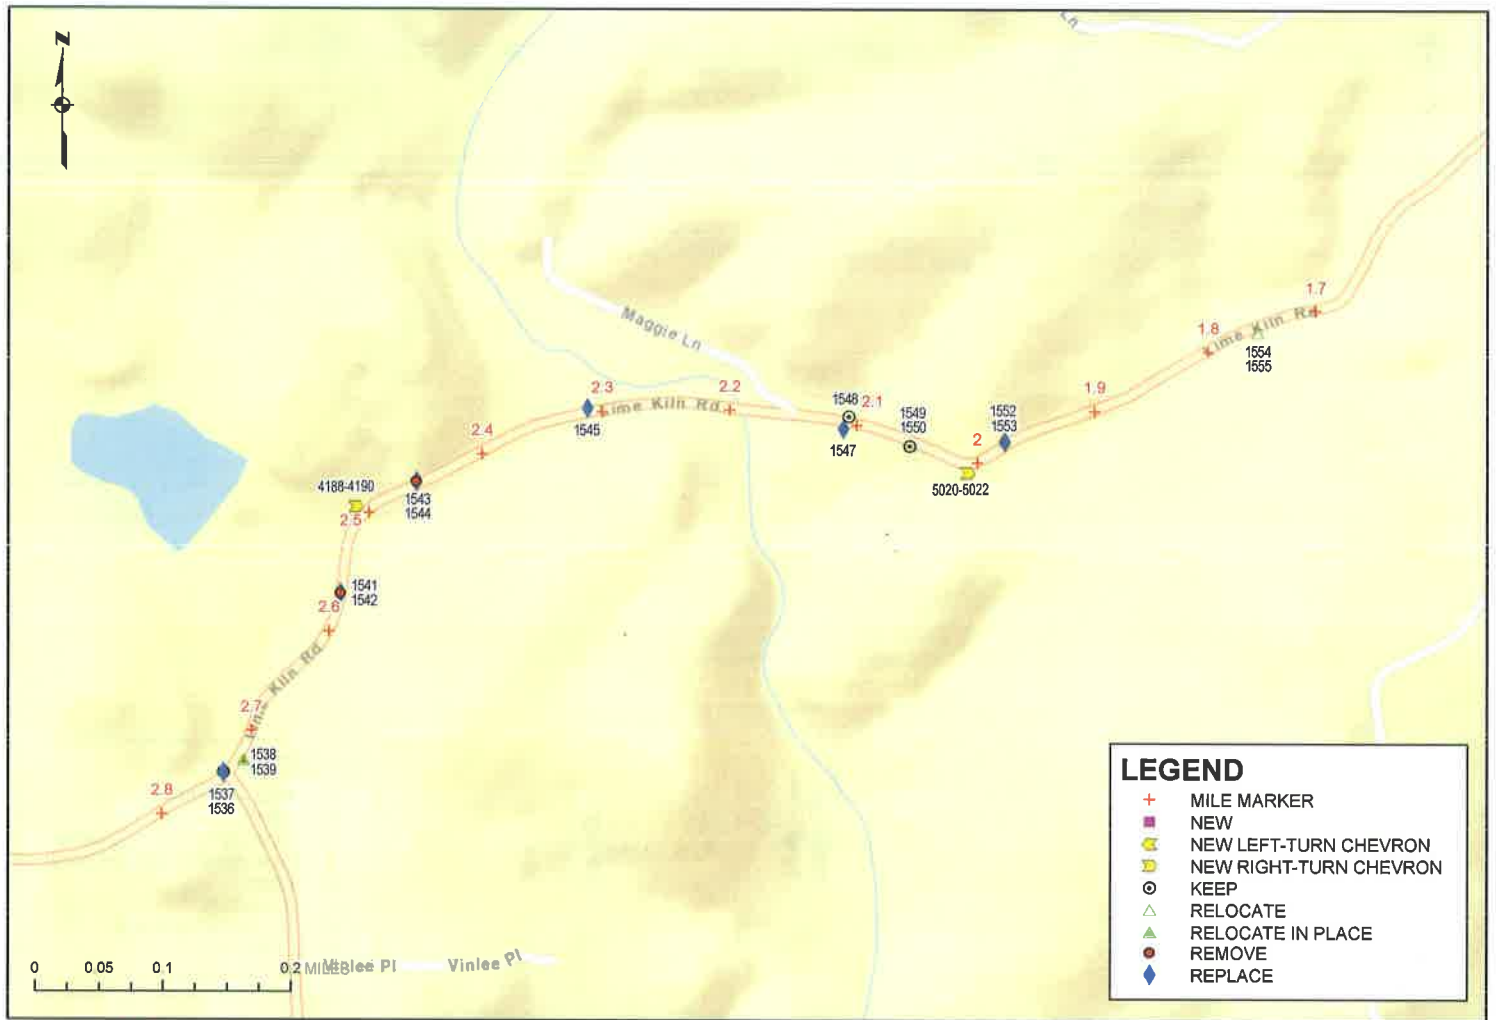 Ln
N
1.7
Lime Kiln Rd
1.8
1554
1555
Maggie Ln
1.9
2.3
2.2
1548
2.1
1549
1550
1552
1553
2
ime Kiln Rd
1545
1547
2.4
5020-5022
4188-4190
1543
1544
2.5
1541
1542
2.6
Kiln Rd
2.7
1538
1539
2.8
1537
1536
0 0.05 0.1 0.2 MILES
Vinlee Pl
Vinlee Pl
LEGEND
MILE MARKER
NEW
NEW LEFT-TURN CHEVRON
NEW RIGHT-TURN CHEVRON
KEEP
RELOCATE
RELOCATE IN PLACE
REMOVE
REPLACE